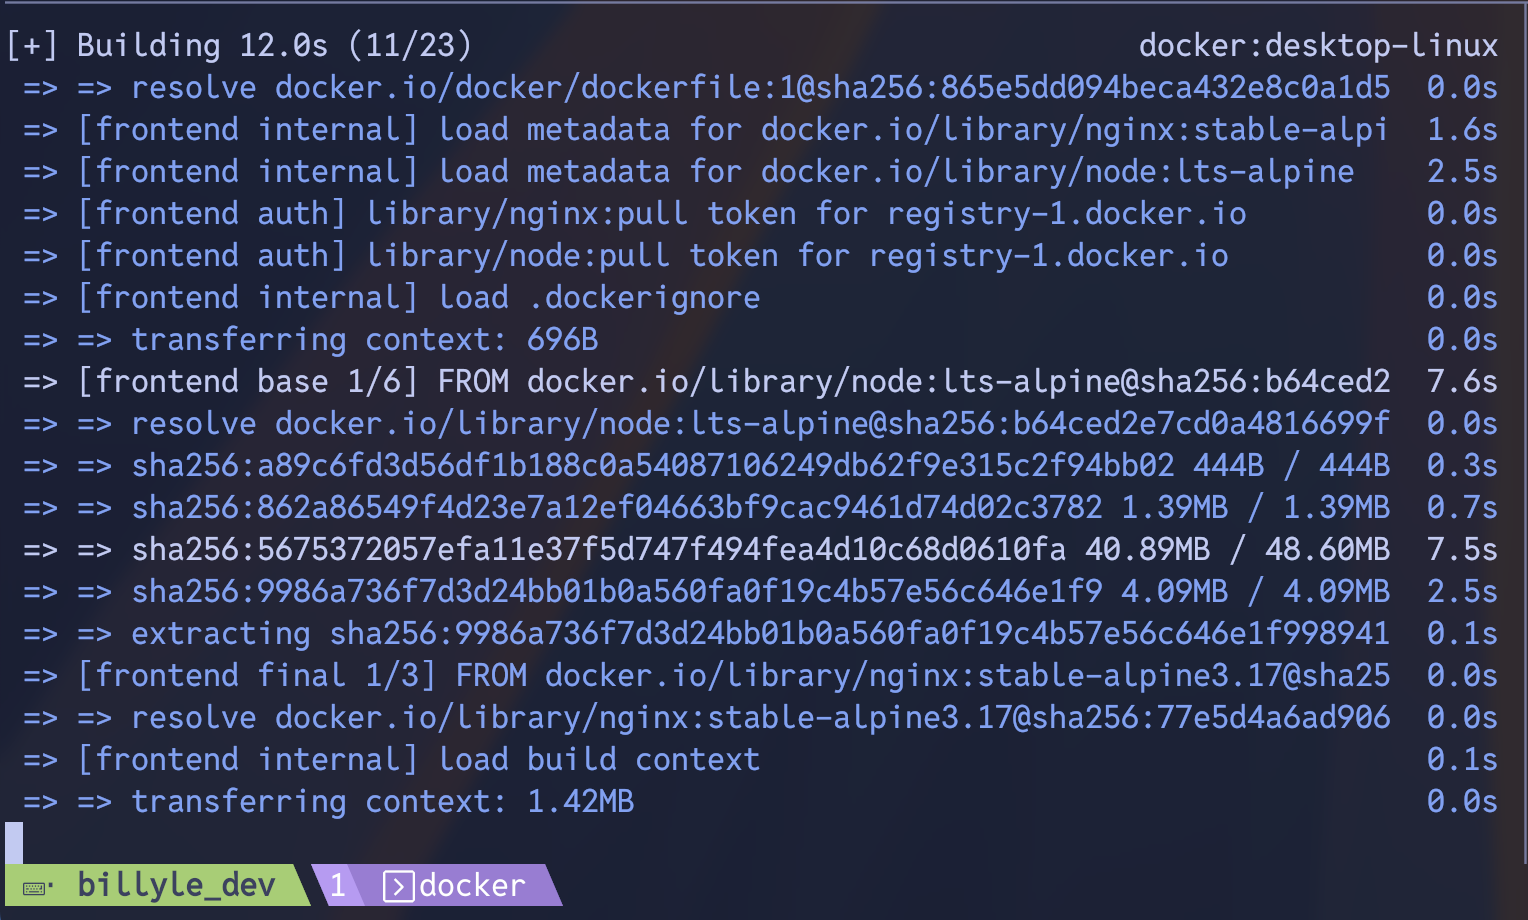 [+] Building 12.0s (11/23) docker:desktop-linux
=> => resolve docker.io/docker/dockerfile:1@sha256:865e5dd094beca432e8c0a1d5 0.0s
=> [frontend internal] load metadata for docker.io/library/nginx:stable-alpi 1.6s
=> [frontend internal] load metadata for docker.io/library/node:lts-alpine 2.5s
=> [frontend auth] library/nginx:pull token for registry-1.docker.io 0.0s
=> [frontend auth] library/node:pull token for registry-1.docker.io 0.0s
=> [frontend internal] load .dockerignore 0.0s
=> => transferring context: 696B 0.0s
=> [frontend base 1/6] FROM docker.io/library/node:lts-alpine@sha256:b64ced2 7.6s
=> => resolve docker.io/library/node:lts-alpine@sha256:b64ced2e7cd0a4816699f 0.0s
=> => sha256:a89c6fd3d56df1b188c0a54087106249db62f9e315c2f94bb02 444B / 444B 0.3s
=> => sha256:862a86549f4d23e7a12ef04663bf9cac9461d74d02c3782 1.39MB / 1.39MB 0.7s
=> => sha256:5675372057efa11e37f5d747f494fea4d10c68d0610fa 40.89MB / 48.60MB 7.5s
=> => sha256:9986a736f7d3d24bb01b0a560fa0f19c4b57e56c646e1f9 4.09MB / 4.09MB 2.5s
=> => extracting sha256:9986a736f7d3d24bb01b0a560fa0f19c4b57e56c646e1f998941 0.1s
=> [frontend final 1/3] FROM docker.io/library/nginx:stable-alpine3.17@sha25 0.0s
=> => resolve docker.io/library/nginx:stable-alpine3.17@sha256:77e5d4a6ad906 0.0s
=> [frontend internal] load build context 0.1s
=> => transferring context: 1.42MB 0.0s
billyle_dev 1 docker